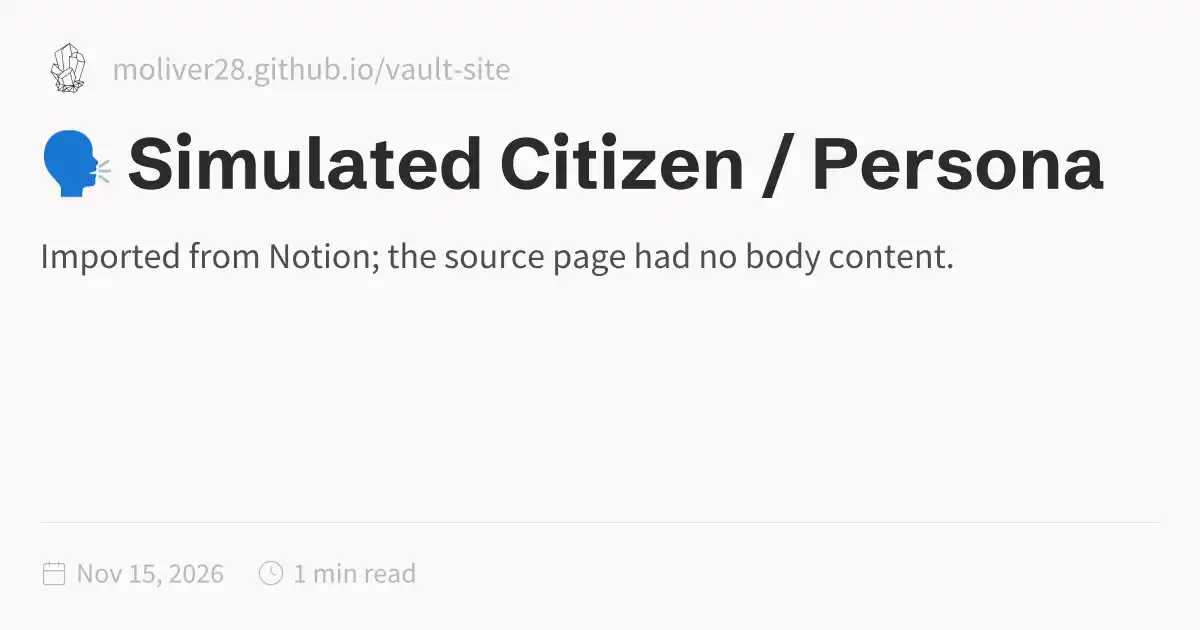 moliver28.github.io/vault-site
🗣️ Simulated Citizen / Persona
Imported from Notion; the source page had no body content.
Nov 15, 2026 1 min read